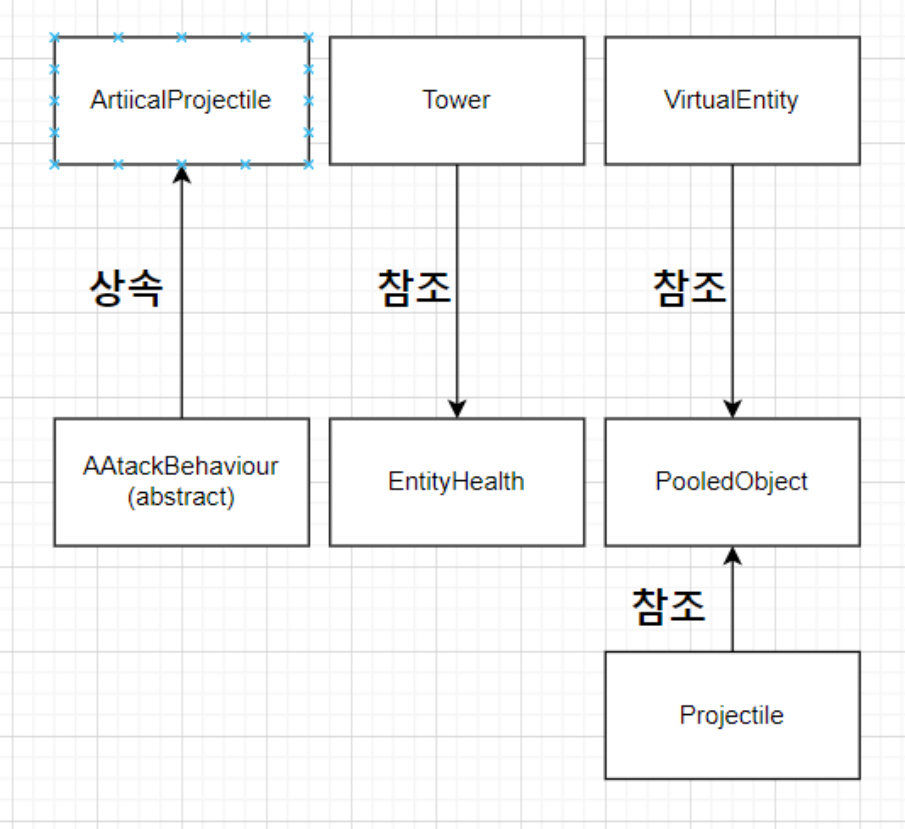 ArtiicalProjectile
Tower
VirtualEntity
상속
참조
참조
AAtackBehaviour
(abstract)
EntityHealth
PooledObject
참조
Projectile